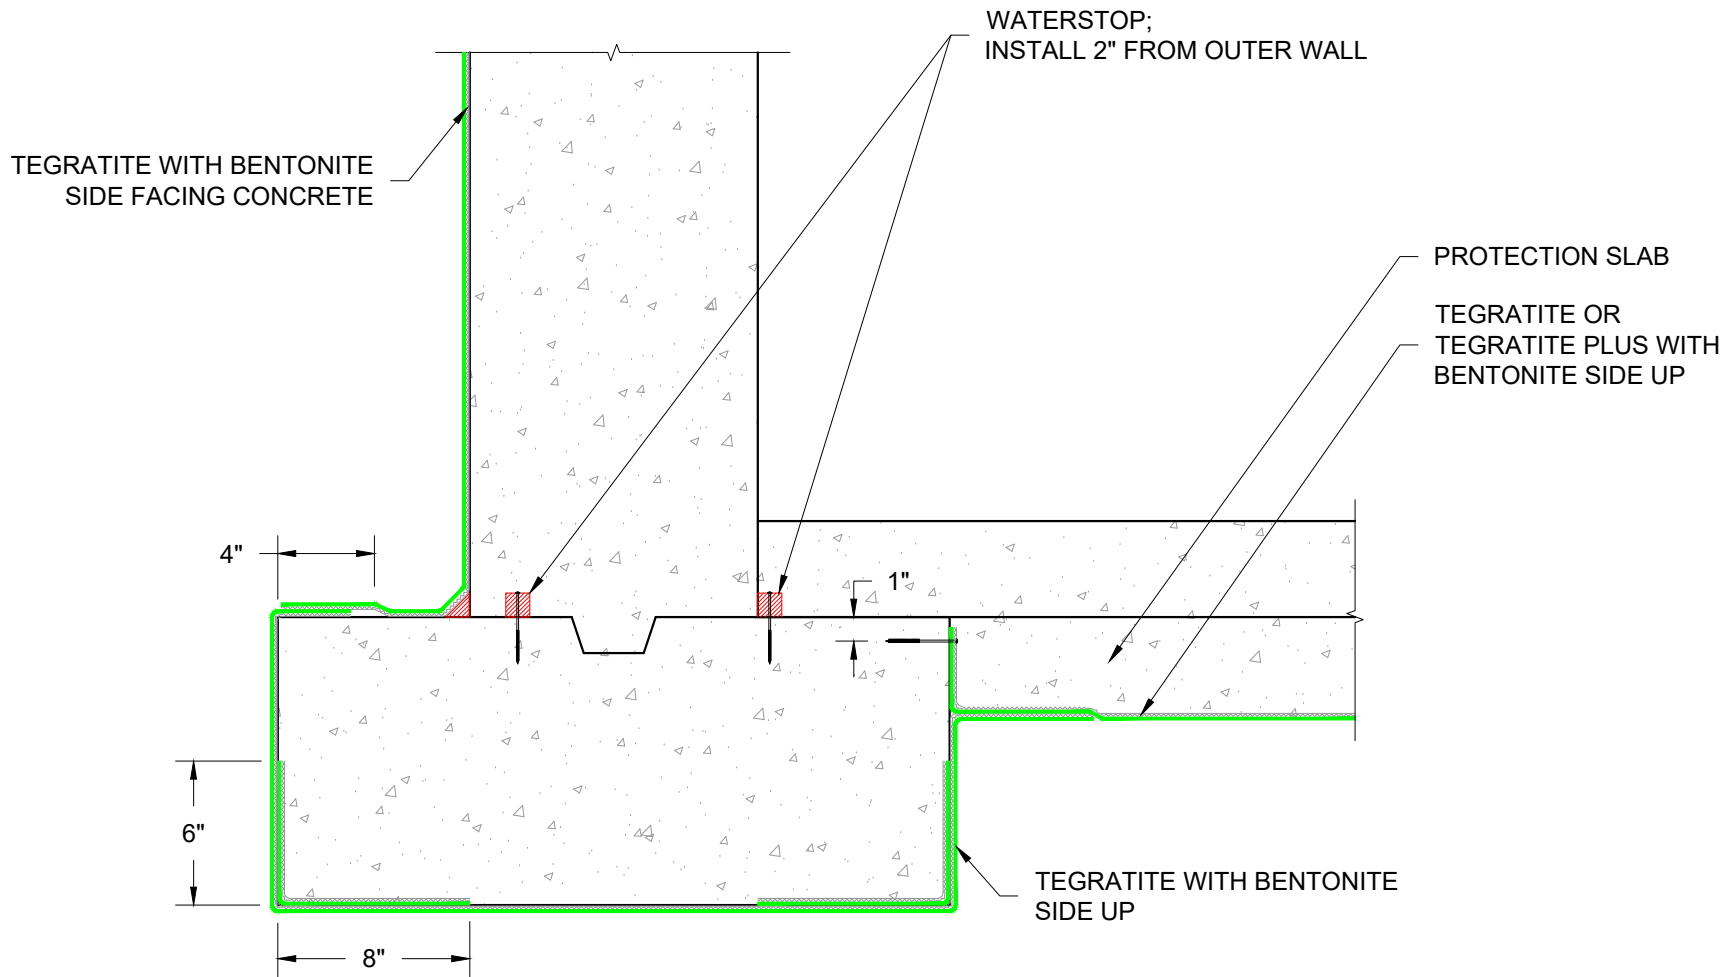 WATERSTOP;
INSTALL 2" FROM OUTER WALL
TEGRATITE WITH BENTONITE
SIDE FACING CONCRETE
PROTECTION SLAB
TEGRATITE OR
TEGRATITE PLUS WITH
BENTONITE SIDE UP
4"
1"
6"
TEGRATITE WITH BENTONITE
SIDE UP
8"